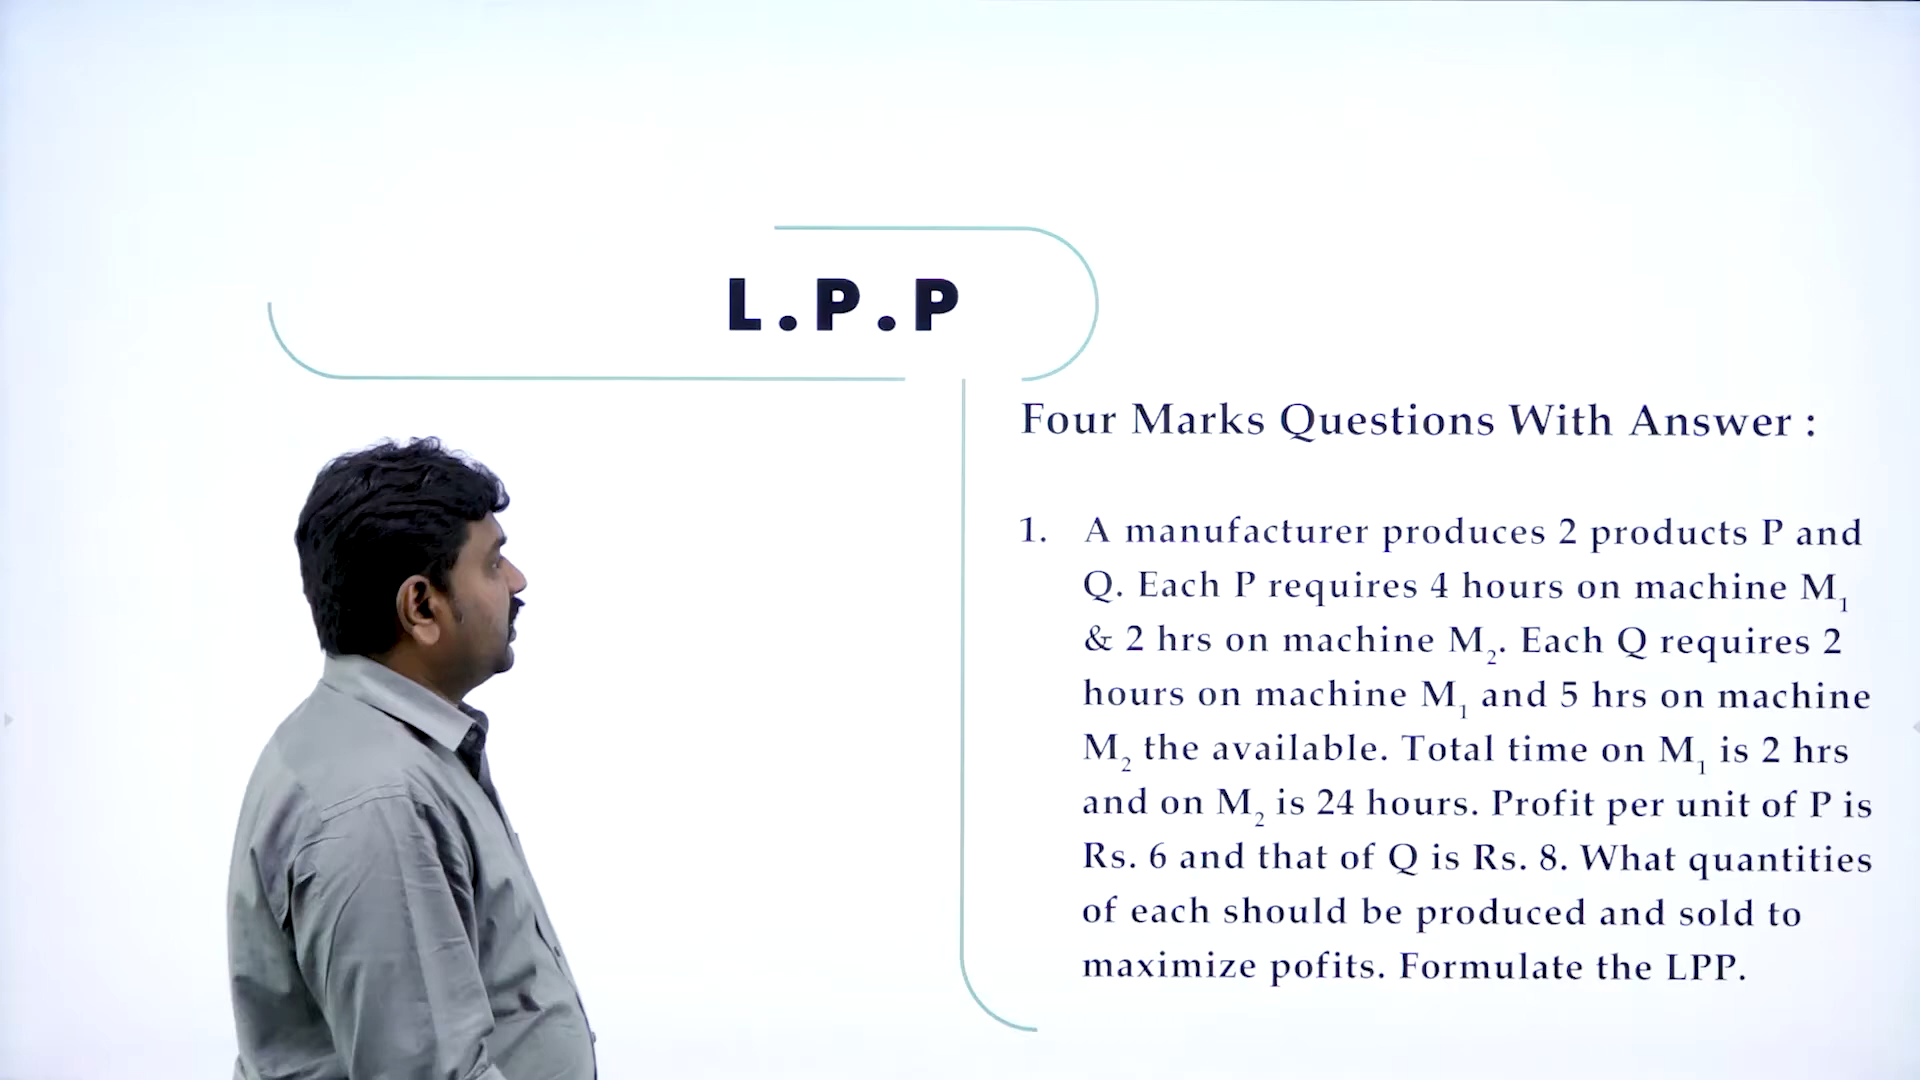 L.P.P
Four Marks Questions With Answer :
1. A manufacturer produces 2 products P and
Q. Each P requires 4 hours on machine M₁
& 2 hrs on machine M₂. Each Q requires 2
hours on machine M₁ and 5 hrs on machine
M₂ the available. Total time on M₁ is 2 hrs
and on M₂ is 24 hours. Profit per unit of P is
Rs. 6 and that of Q is Rs. 8. What quantities
of each should be produced and sold to
maximize pofits. Formulate the LPP.